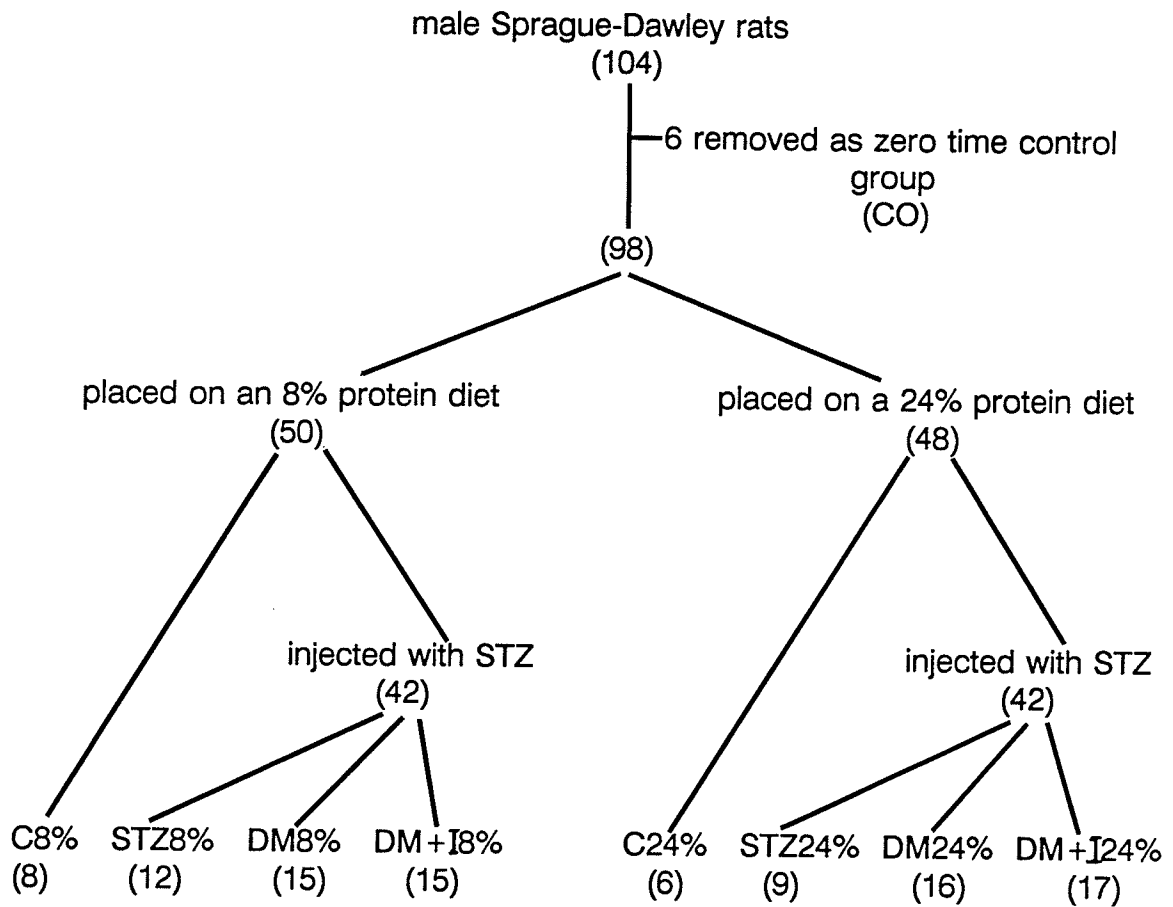 male Sprague-Dawley rats
(104)
6 removed as zero time control
group
(CO)
(98)
placed on an 8% protein diet
(50)
placed on a 24% protein diet
(48)
injected with STZ
(42)
injected with STZ
(42)
C8% STZ8% DM8% DM+I8%
(8) (12) (15) (15)
C24% STZ24% DM24% DM+I24%
(6) (9) (16) (17)